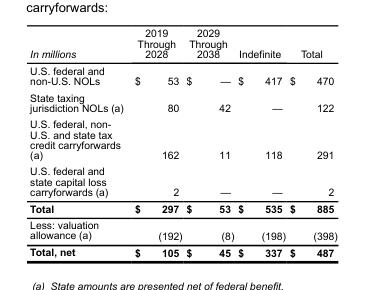 carryforwards:
In millions 2019 Through 2028 2029 Through 2038 Indefinite Total
U.S. federal and
non-U.S. NOLs $ 53 $ — $ 417 $ 470
State taxing
jurisdiction NOLs (a) 80 42 — 122
U.S. federal, non-
U.S. and state tax
credit carryforwards
(a) 162 11 118 291
U.S. federal and
state capital loss
carryforwards (a) 2 — — 2
Total $ 297 $ 53 $ 535 $ 885
Less: valuation
allowance (a) (192) (8) (198) (398)
Total, net $ 105 $ 45 $ 337 $ 487
(a) State amounts are presented net of federal benefit.